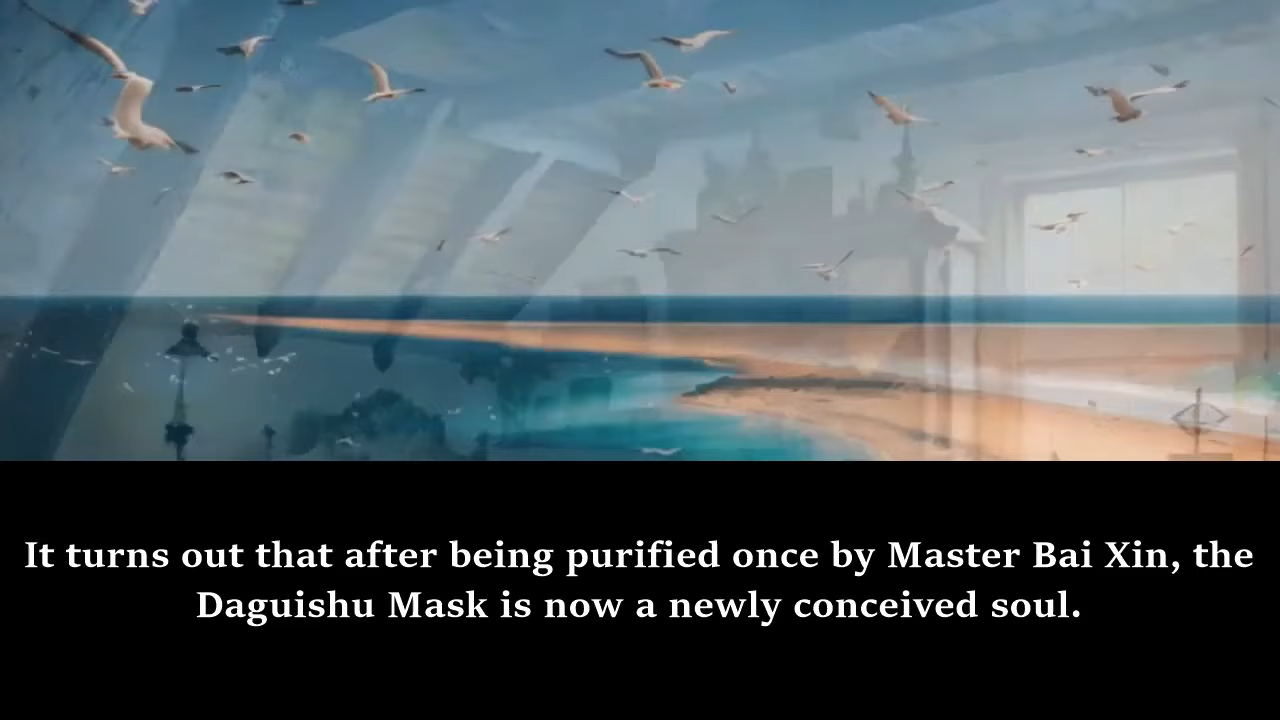 It turns out that after being purified once by Master Bai Xin, the
Daguishu Mask is now a newly conceived soul.